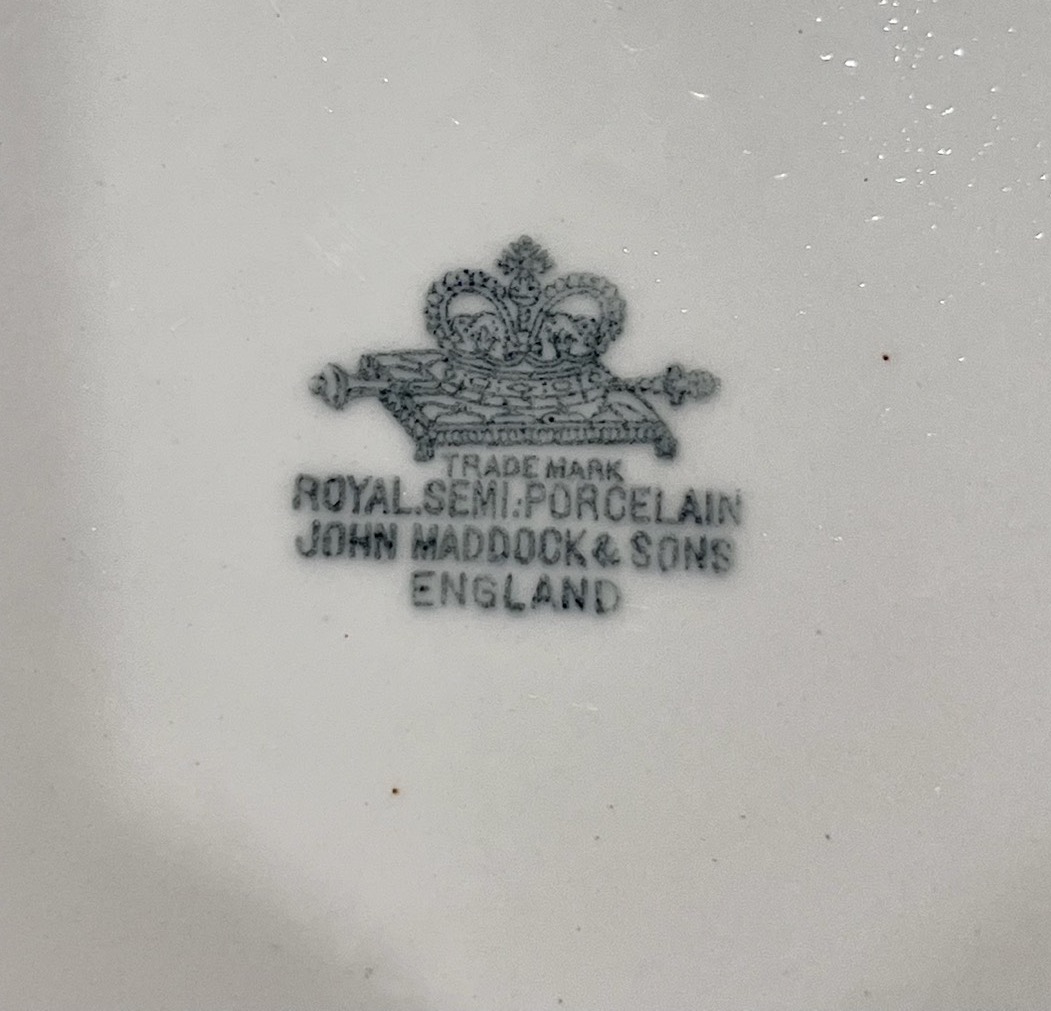 TRADE MARK
ROYAL.SEMI:PORCELAIN
JOHN MADDOCK & SONS
ENGLAND